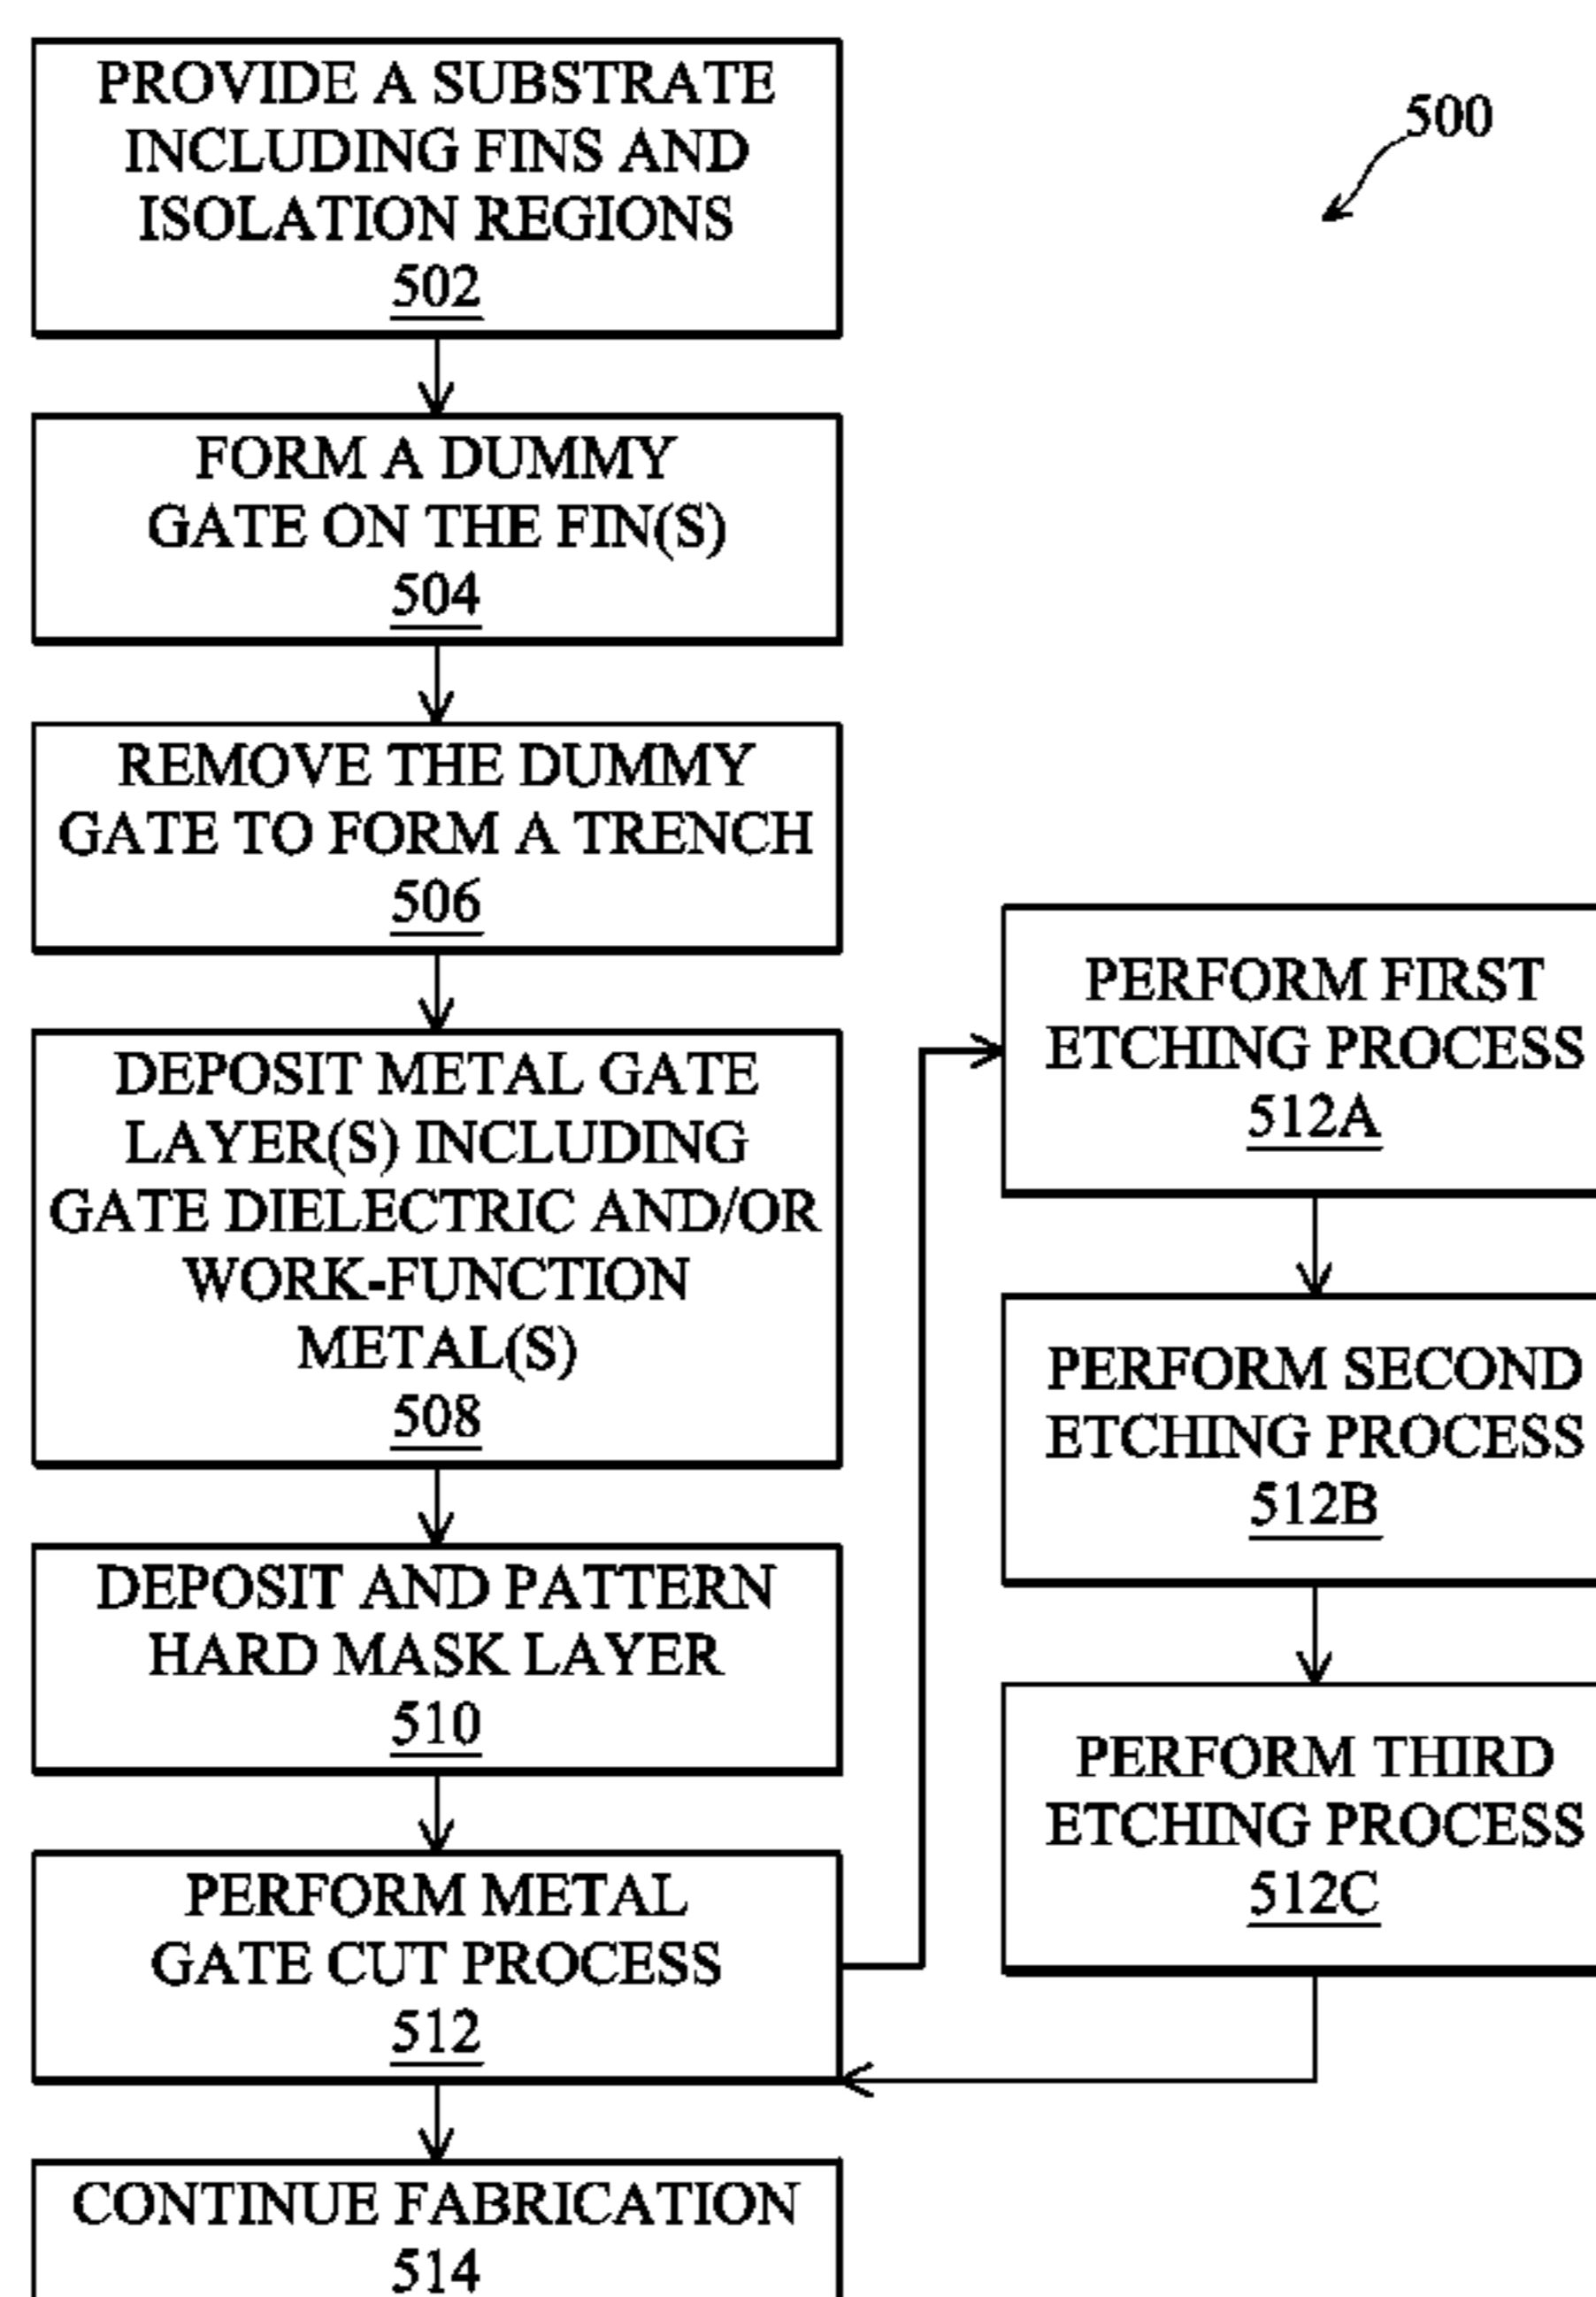 500
PROVIDE A SUBSTRATE
INCLUDING FINS AND
ISOLATION REGIONS
502
FORM A DUMMY
GATE ON THE FIN(S)
504
REMOVE THE DUMMY
GATE TO FORM A TRENCH
506
DEPOSIT METAL GATE
LAYER(S) INCLUDING
GATE DIELECTRIC AND/OR
WORK-FUNCTION
METAL(S)
508
DEPOSIT AND PATTERN
HARD MASK LAYER
510
PERFORM METAL
GATE CUT PROCESS
512
PERFORM FIRST
ETCHING PROCESS
512A
PERFORM SECOND
ETCHING PROCESS
512B
PERFORM THIRD
ETCHING PROCESS
512C
CONTINUE FABRICATION
514